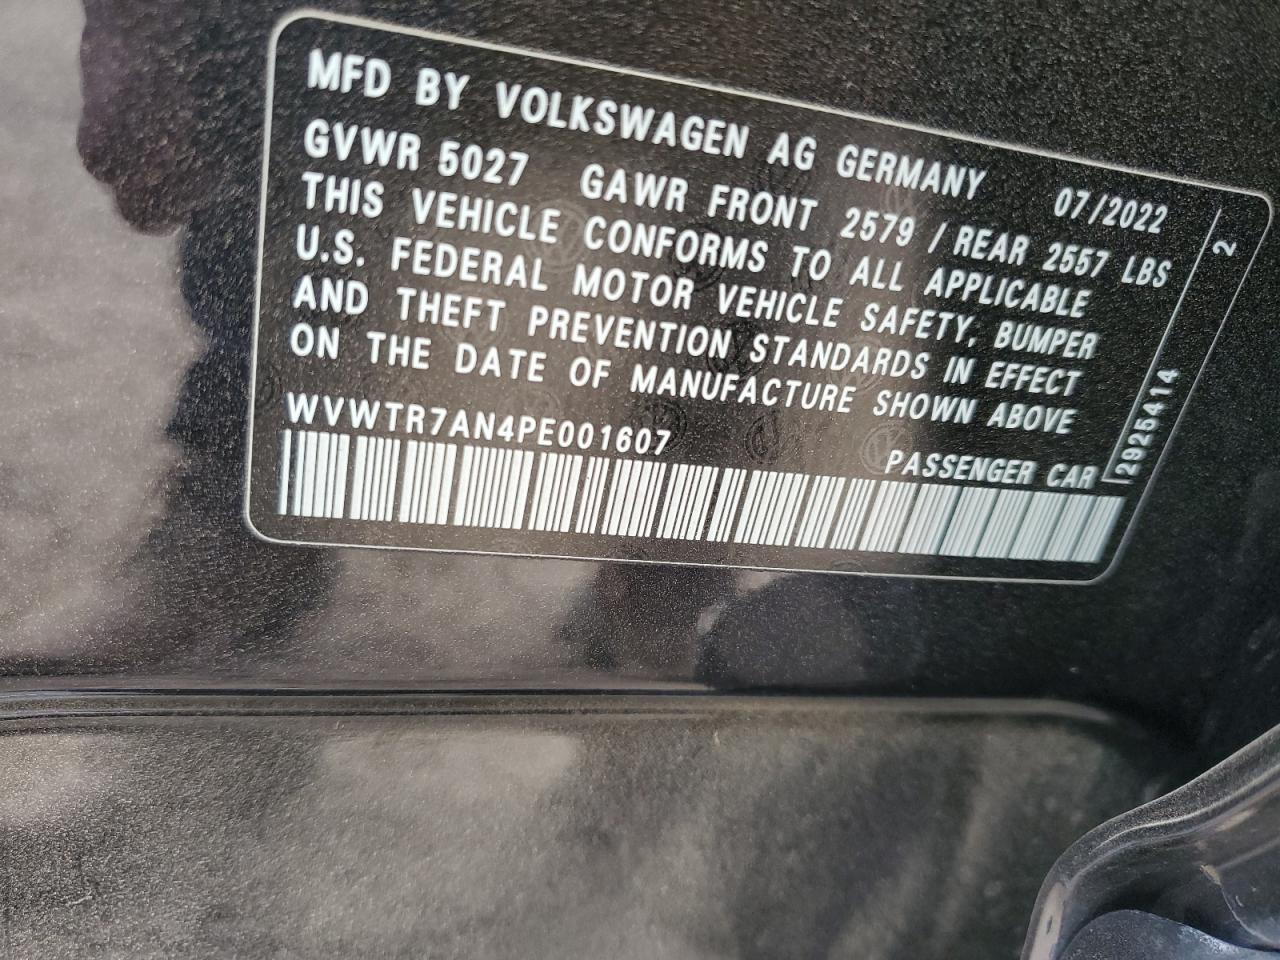 MFD BY VOLKSWAGEN AG GERMANY 07/2022
GVWR 5027 GAWR FRONT 2579 / REAR 2557 LBS
THIS VEHICLE CONFORMS TO ALL APPLICABLE
U.S. FEDERAL MOTOR VEHICLE SAFETY, BUMPER
AND THEFT PREVENTION STANDARDS IN EFFECT
ON THE DATE OF MANUFACTURE SHOWN ABOVE
WVWTR7AN4PE001607
PASSENGER CAR
2925414
2